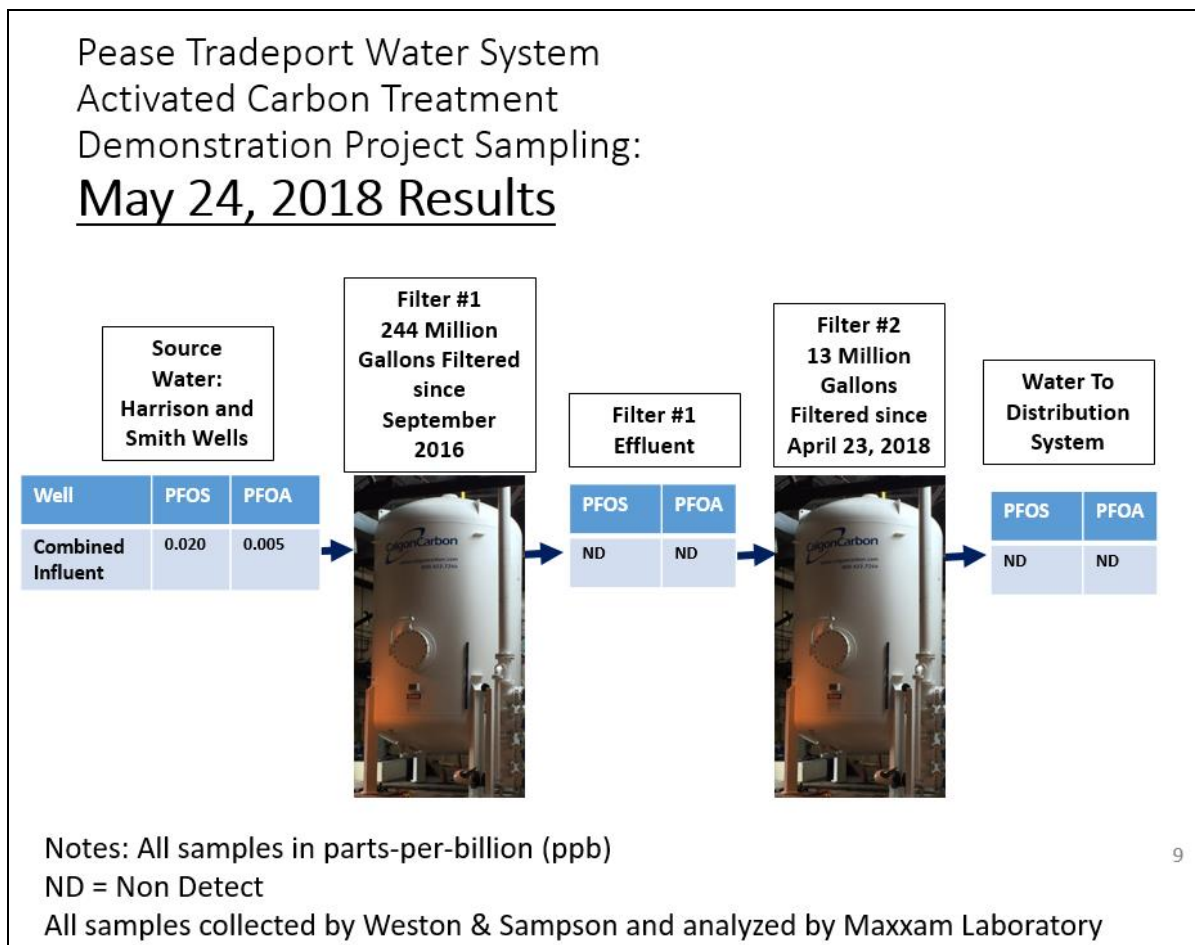 Pease Tradeport Water System
Activated Carbon Treatment
Demonstration Project Sampling:
May 24, 2018 Results
Source
Water:
Harrison and
Smith Wells
Filter #1
244 Million
Gallons Filtered
since
September
2016
Filter #1
Effluent
Filter #2
13 Million
Gallons
Filtered since
April 23, 2018
Water To
Distribution
System
Well PFOS PFOA
Combined 0.020 0.005
Influent
CalgonCarbon
PFOS PFOA
ND ND
CalgonCarbon
PFOS PFOA
ND ND
Notes: All samples in parts-per-billion (ppb)
9
ND = Non Detect
All samples collected by Weston & Sampson and analyzed by Maxxam Laboratory